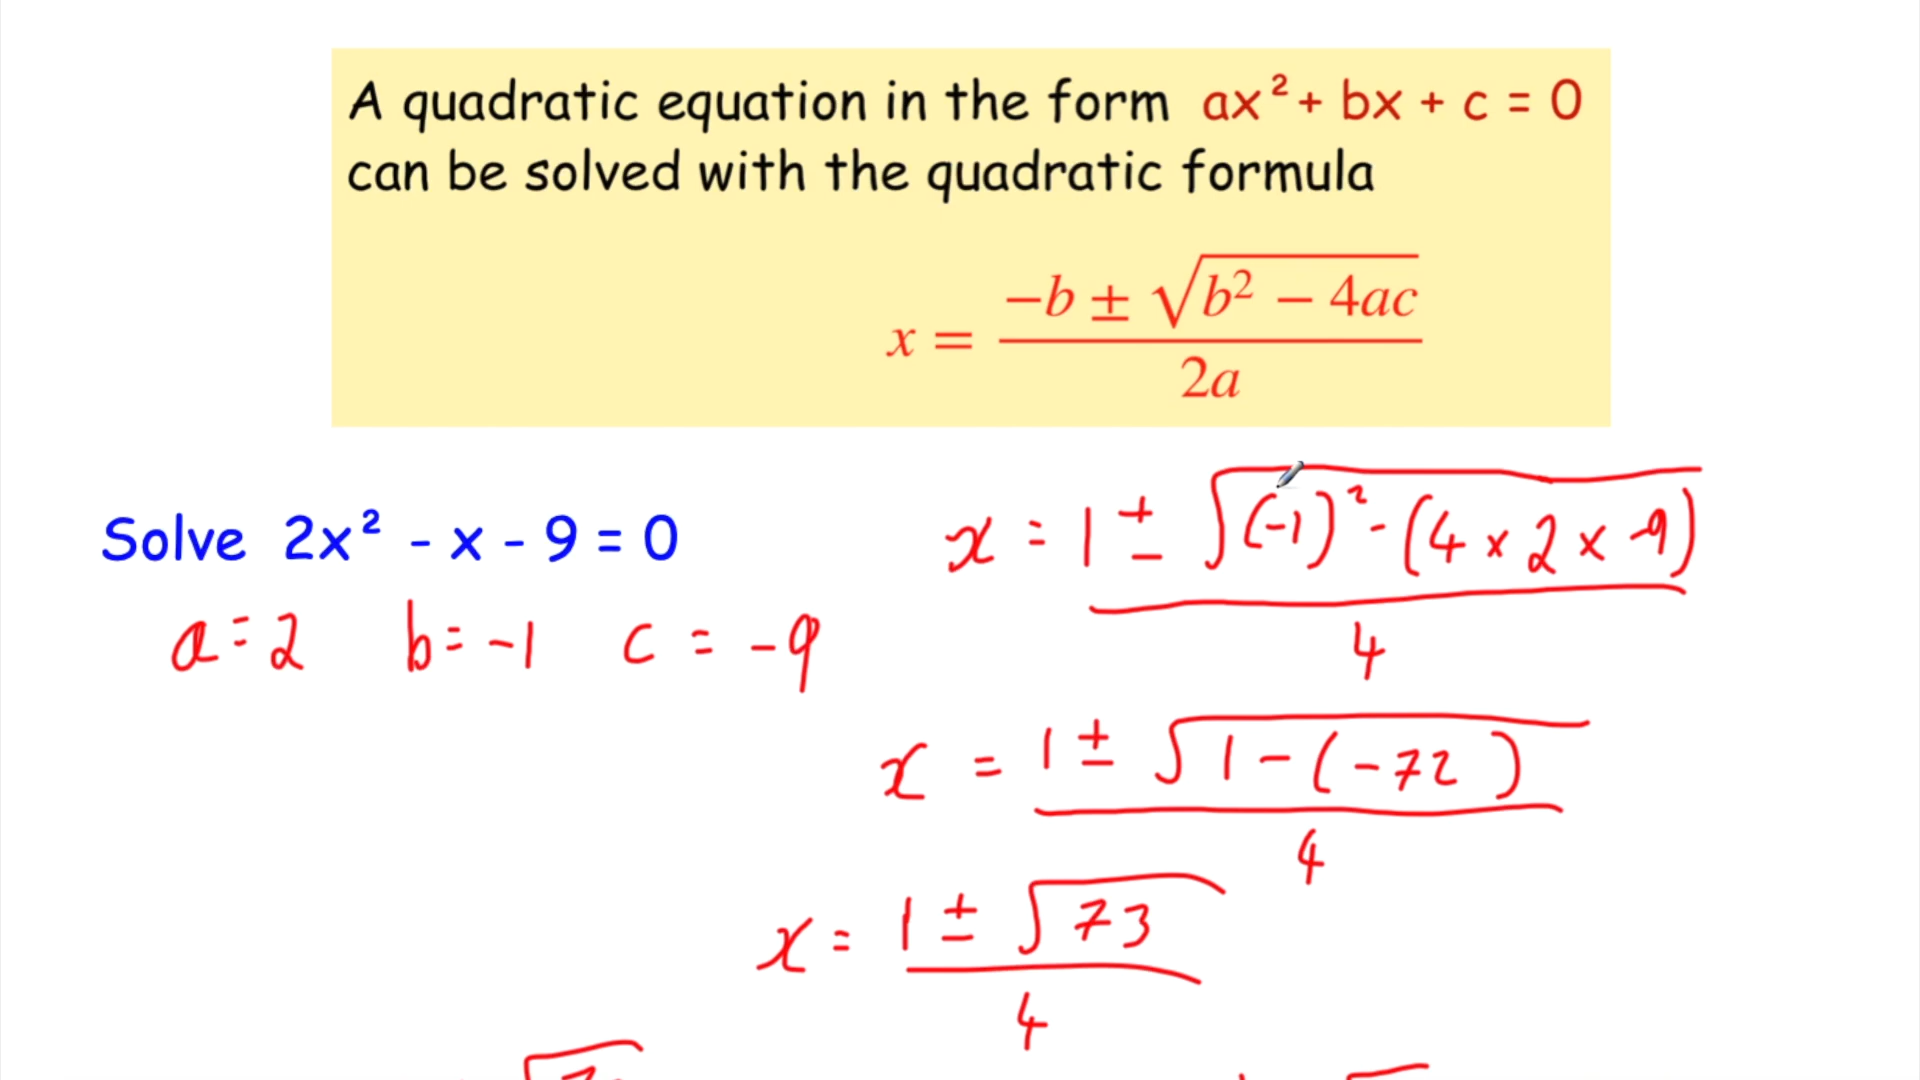 A quadratic equation in the form ax² + bx + c = 0
can be solved with the quadratic formula
x = (-b ± √(b² - 4ac)) / 2a
Solve 2x² - x - 9 = 0
a = 2 b = -1 c = -9
x = (1 ± √((-1)² - (4 × 2 × -9))) / 4
x = (1 ± √(1 - (-72))) / 4
x = (1 ± √73) / 4